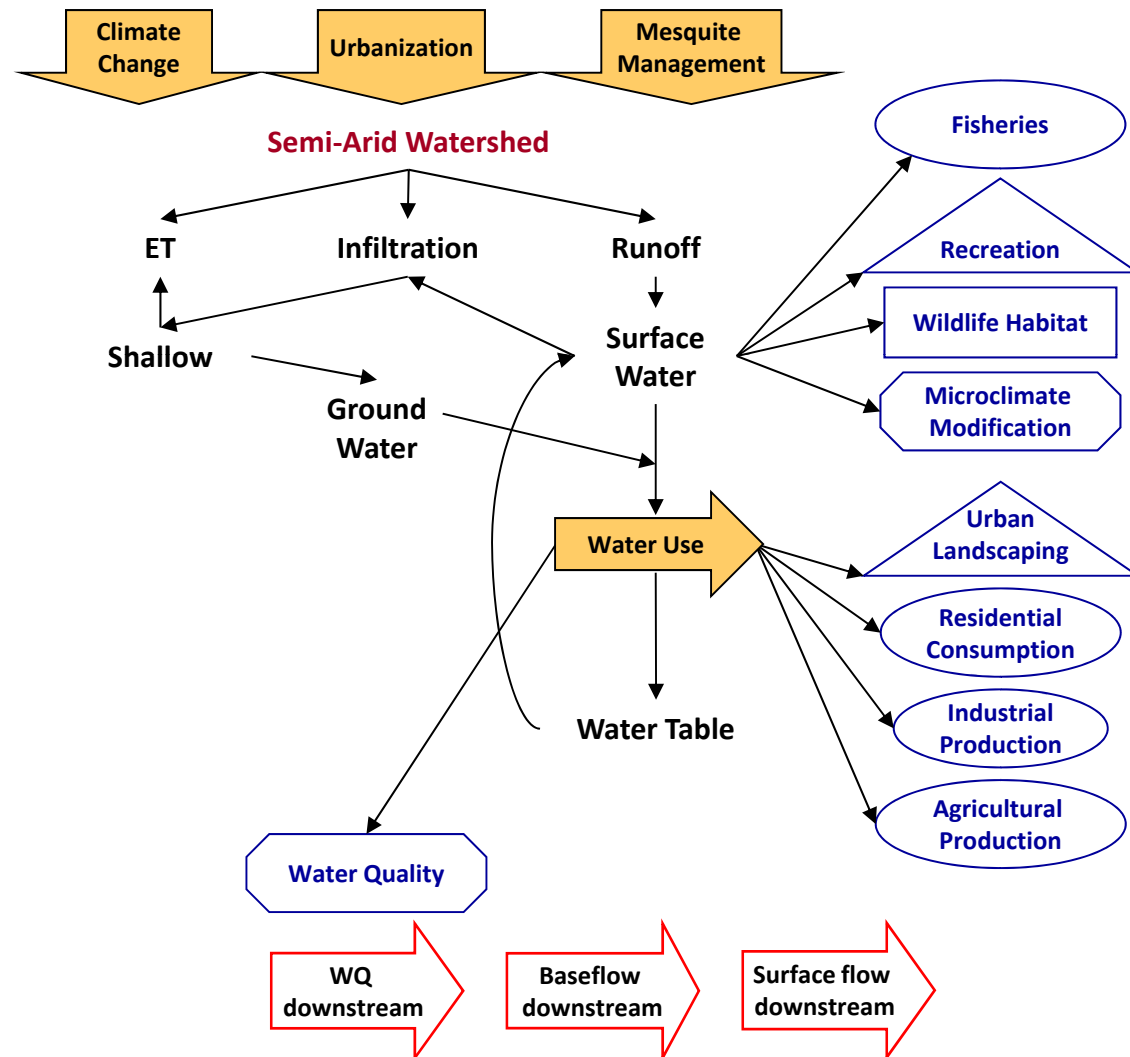 Climate
Change
Urbanization
Mesquite
Management
Semi-Arid Watershed
Fisheries
ET
Infiltration
Runoff
Recreation
Shallow
Surface
Water
Wildlife Habitat
Ground
Water
Microclimate
Modification
Water Use
Urban
Landscaping
Residential
Consumption
Water Table
Industrial
Production
Agricultural
Production
Water Quality
WQ
downstream
Baseflow
downstream
Surface flow
downstream